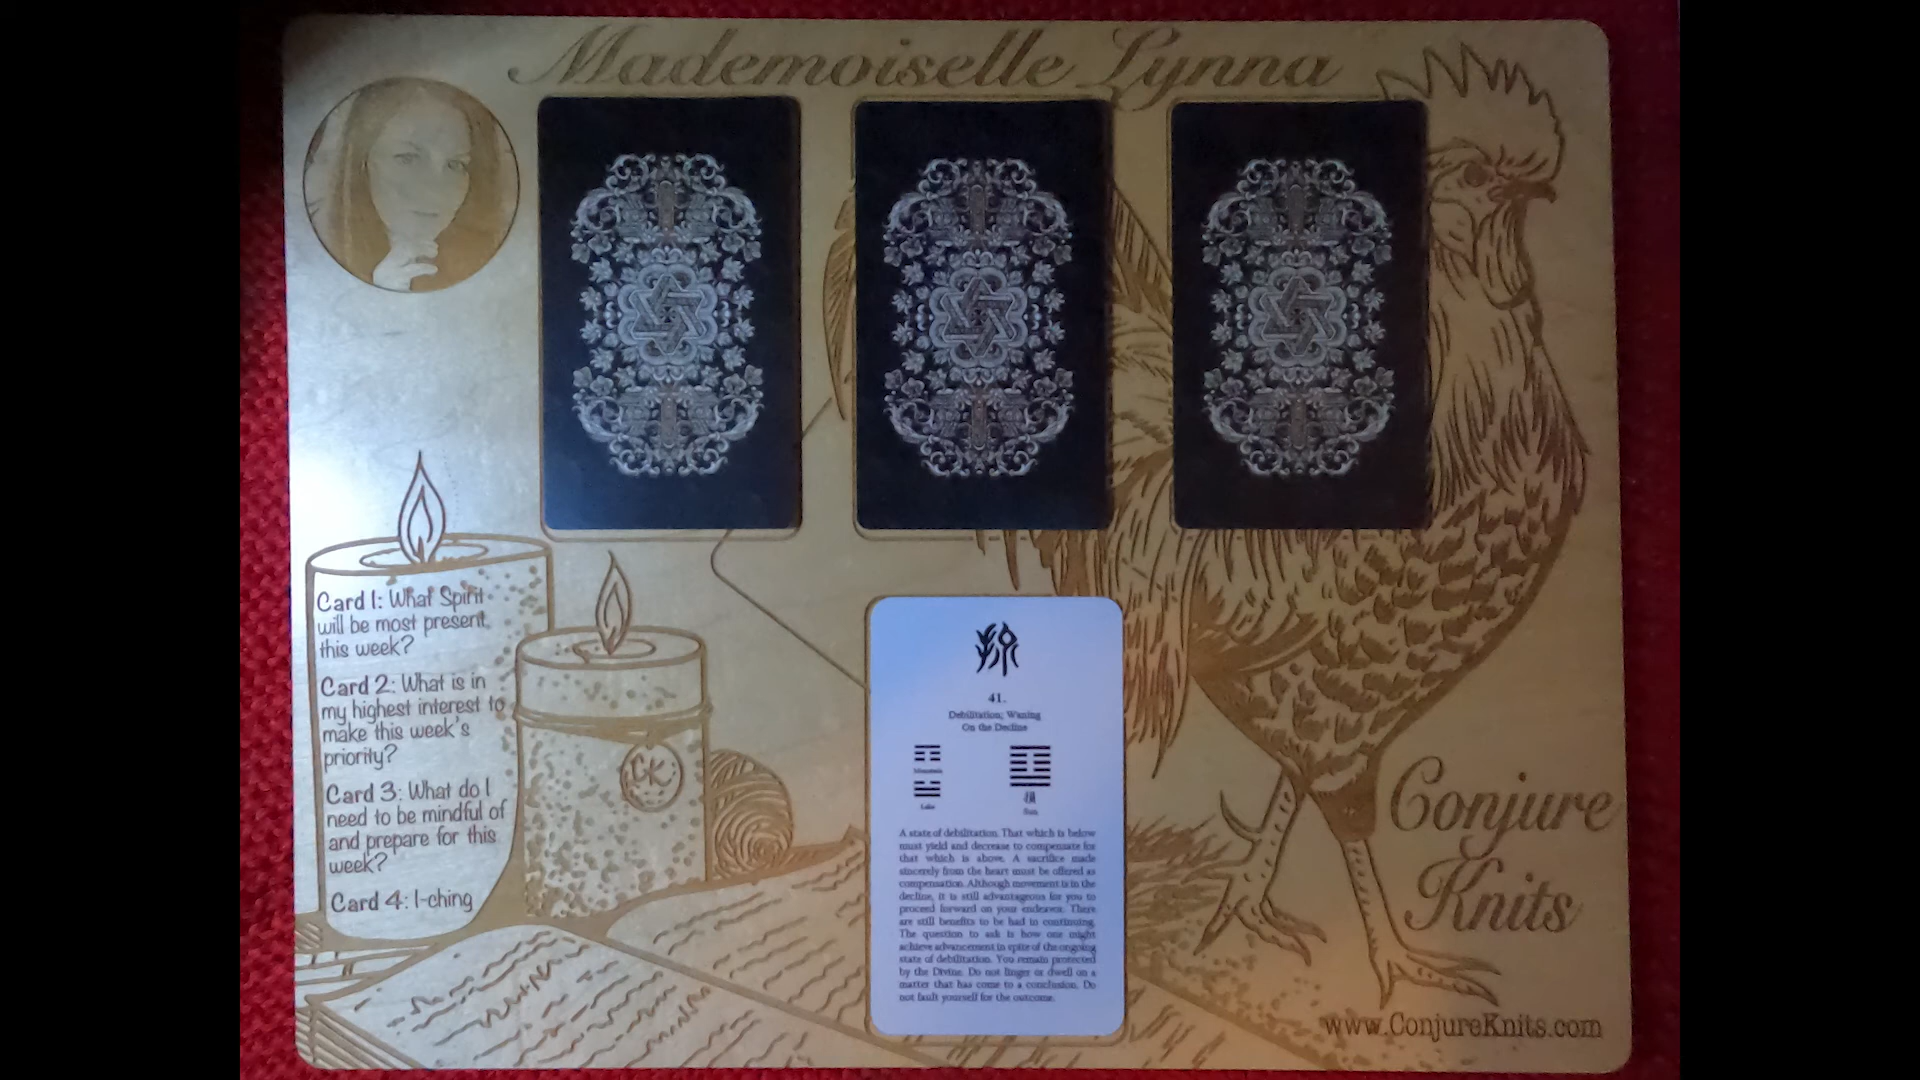 Mademoiselle Lynna
Card 1: What Spirit
will be most present
this week?
Card 2: What is in
my highest interest to
make this week's
priority?
Card 3: What do I
need to be mindful of
and prepare for this
week?
Card 4: I-ching
CK
41.
Debilitation; Waning
On the Decline
Mountain
Lake
損
Sun
A state of debilitation. That which is below
must yield and decrease to compensate for
that which is above. A sacrifice made
sincerely from the heart must be offered as
compensation. Although movement is in the
decline, it is still advantageous for you to
proceed forward on your endeavor. There
are still benefits to be had in continuing.
The question to ask is how one might
achieve advancement in spite of the ongoing
state of debilitation. You remain protected
by the Divine. Do not linger or dwell on a
matter that has come to a conclusion. Do
not fault yourself for the outcome.
Conjure
Knits
www.ConjureKnits.com